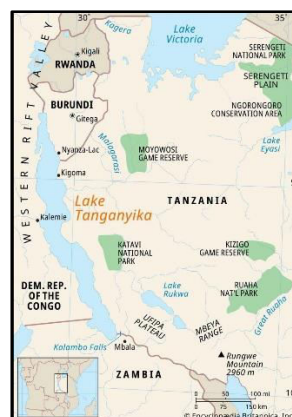 30°
35°
Kagera
Lake
Victoria
SERENGETI
NATIONAL PARK
Kigali
RWANDA
SERENGETI
PLAIN
BURUNDI
Gitega
NGORONGORO
CONSERVATION AREA
WESTERN RIFT VALLEY
Malagarasi
Nyanza-Lac
MOYOWOSI
GAME RESERVE
Lake
Eyasi
Kigoma
Lake
Tanganyika
TANZANIA
Kalemie
KATAVI
NATIONAL
PARK
KIZIGO
GAME RESERVE
DEM. REP.
OF THE
CONGO
Lake
Rukwa
RUAHA
NAT'L PARK
UFIPA
PLATEAU
MBEYA
RANGE
Great Ruaha
Kalambo Falls
Mbala
Rungwe
Mountain
2960 m
ZAMBIA
0 50 100 mi
0 75 150 km
© Encyclopædia Britannica, Inc.